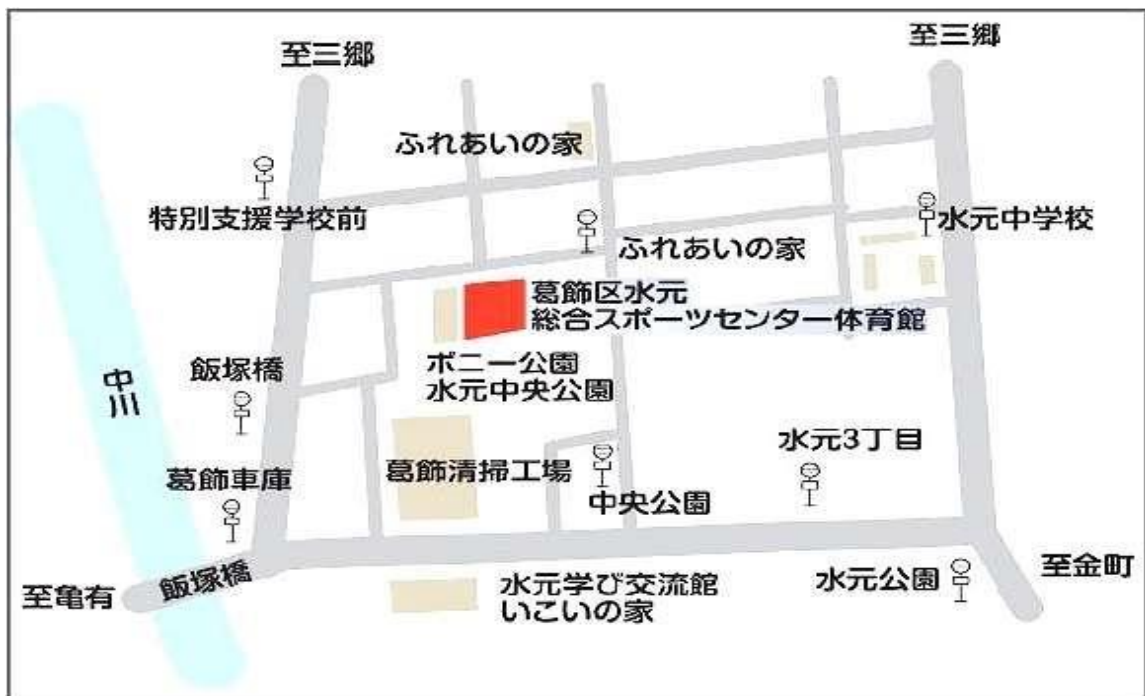 至三郷
至三郷
ふれあいの家
特別支援学校前
水元中学校
ふれあいの家
葛飾区水元
総合スポーツセンター体育館
ポニー公園
水元中央公園
飯塚橋
中川
水元3丁目
葛飾清掃工場
葛飾車庫
中央公園
飯塚橋
至亀有
水元学び交流館
いこいの家
水元公園
至金町